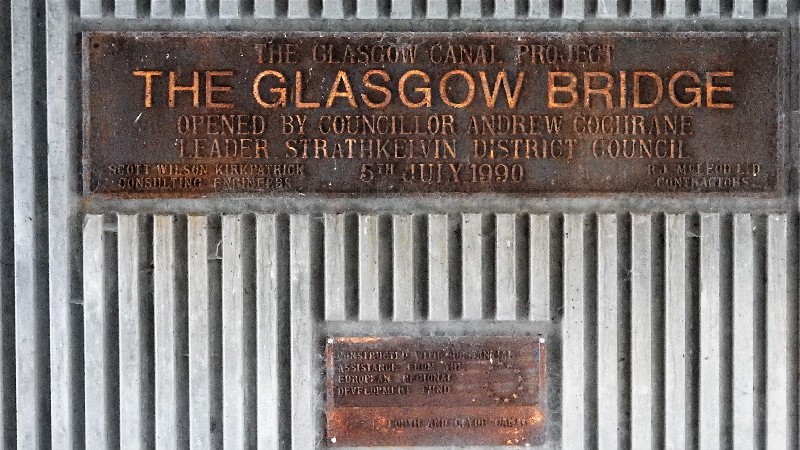 THE GLASGOW CANAL PROJECT
THE GLASGOW BRIDGE
OPENED BY COUNCILLOR ANDREW COCHRANE
LEADER STRATHKELVIN DISTRICT COUNCIL
SCOTT WILSON KIRKPATRICK
CONSULTING ENGINEERS
5TH JULY 1990
R.J. MCLEOD LTD
CONTRACTORS
CONSTRUCTED WITH SUBSTANTIAL
ASSISTANCE FROM THE
EUROPEAN REGIONAL
DEVELOPMENT FUND
FORTH AND CLYDE CANAL